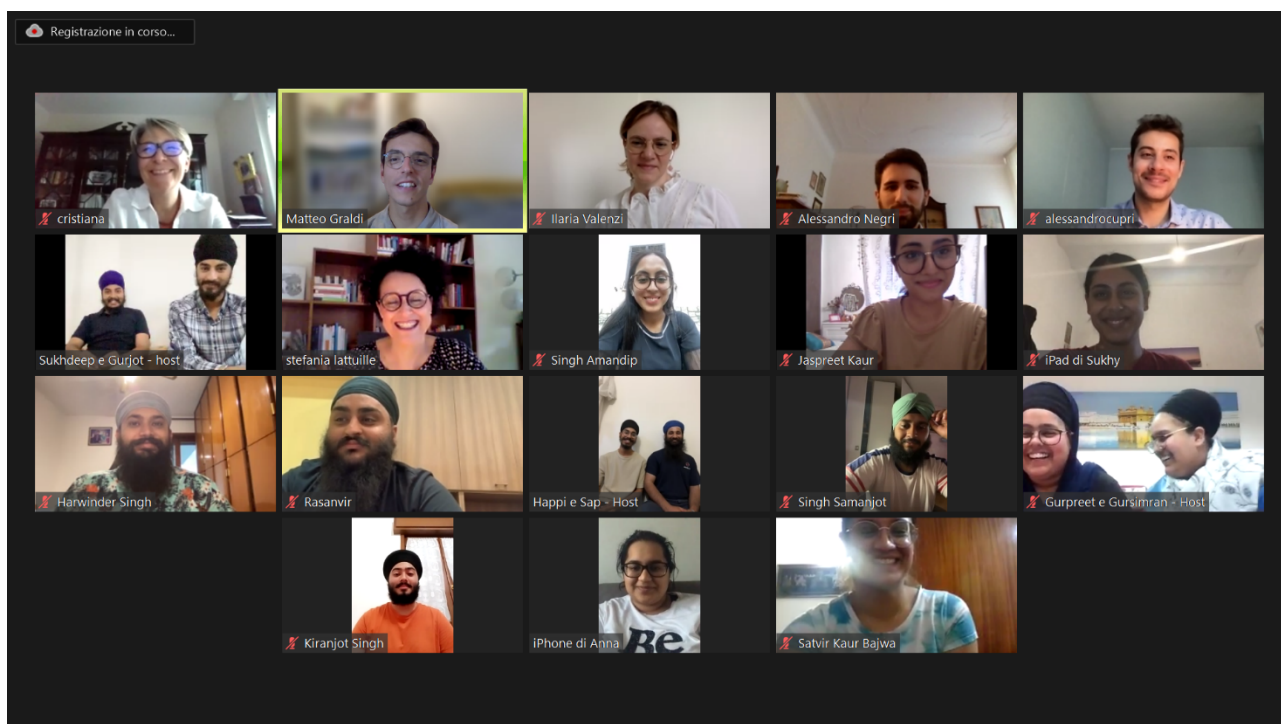 Registrazione in corso...
cristiana
Matteo Graldi
Ilaria Valenzi
Alessandro Negri
alessandrocupri
Sukhdeep e Gurjot - host
stefania lattuille
Singh Amandip
Jaspreet Kaur
iPad di Sukhy
Harwinder Singh
Rasanvir
Happi e Sap - Host
Singh Samanjot
Gurpreet e Gursimran - Host
Kiranjot Singh
iPhone di Anna
Be
Satvir Kaur Bajwa